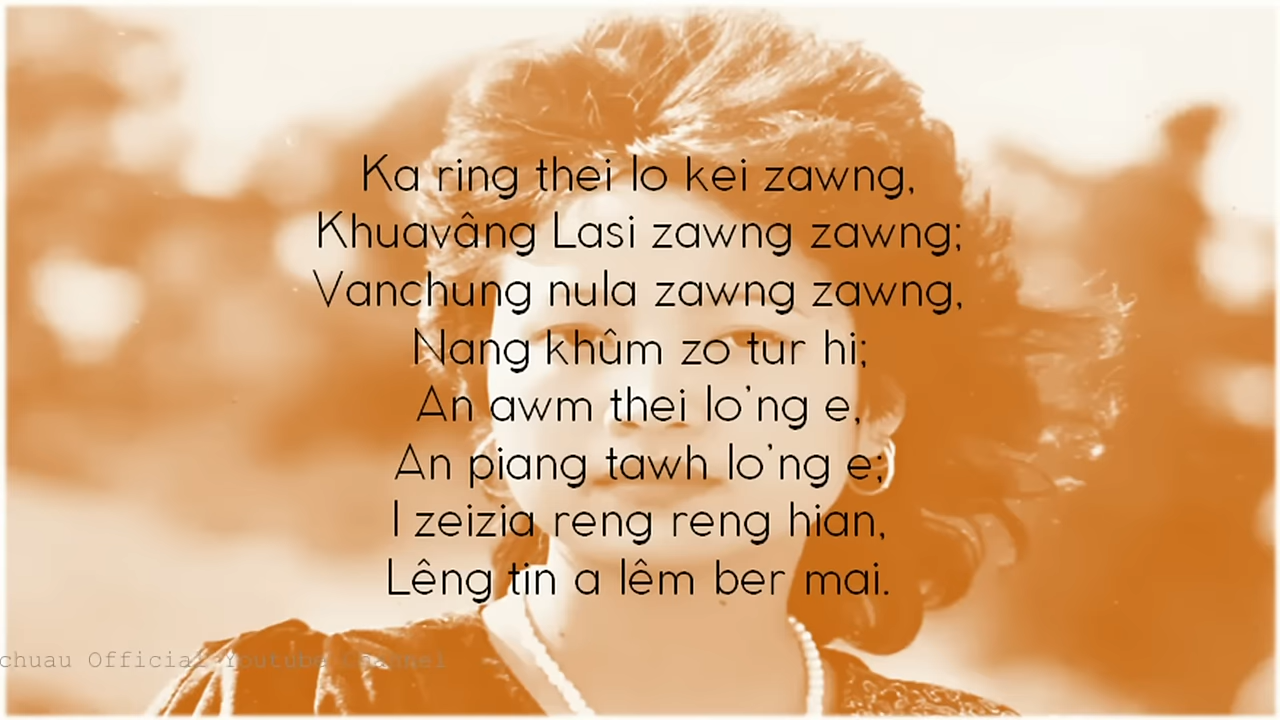 Ka ring thei lo kei zawng,
Khuavâng Lasi zawng zawng;
Vanchung nula zawng zawng,
Nang khûm zo tur hi;
An awm thei lo'ng e,
An piang tawh lo'ng e;
I zeizia reng reng hian,
Lêng tin a lêm ber mai.
chuau Official Youtube Channel